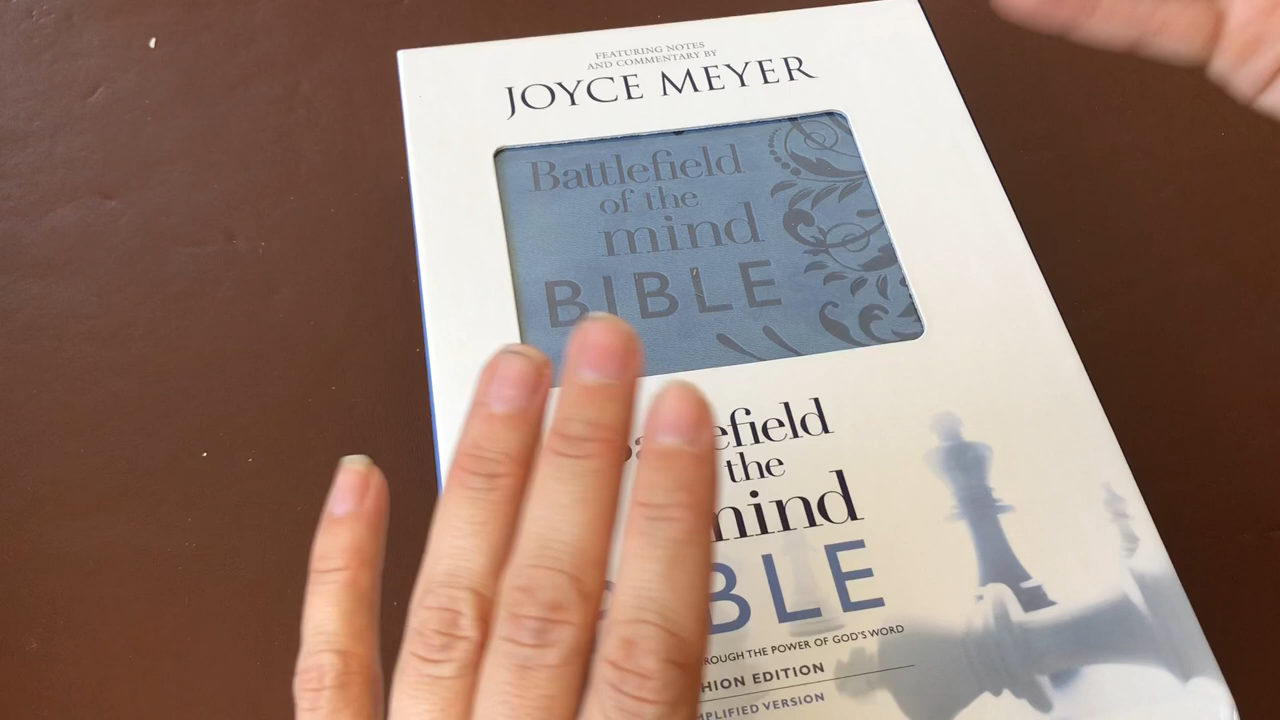 FEATURING NOTES
AND COMMENTARY BY
JOYCE MEYER
Battlefield
of the
mind
BIBLE
efield
the
mind
BLE
ROUGH THE POWER OF GOD'S WORD
HION EDITION
MPLIFIED VERSION